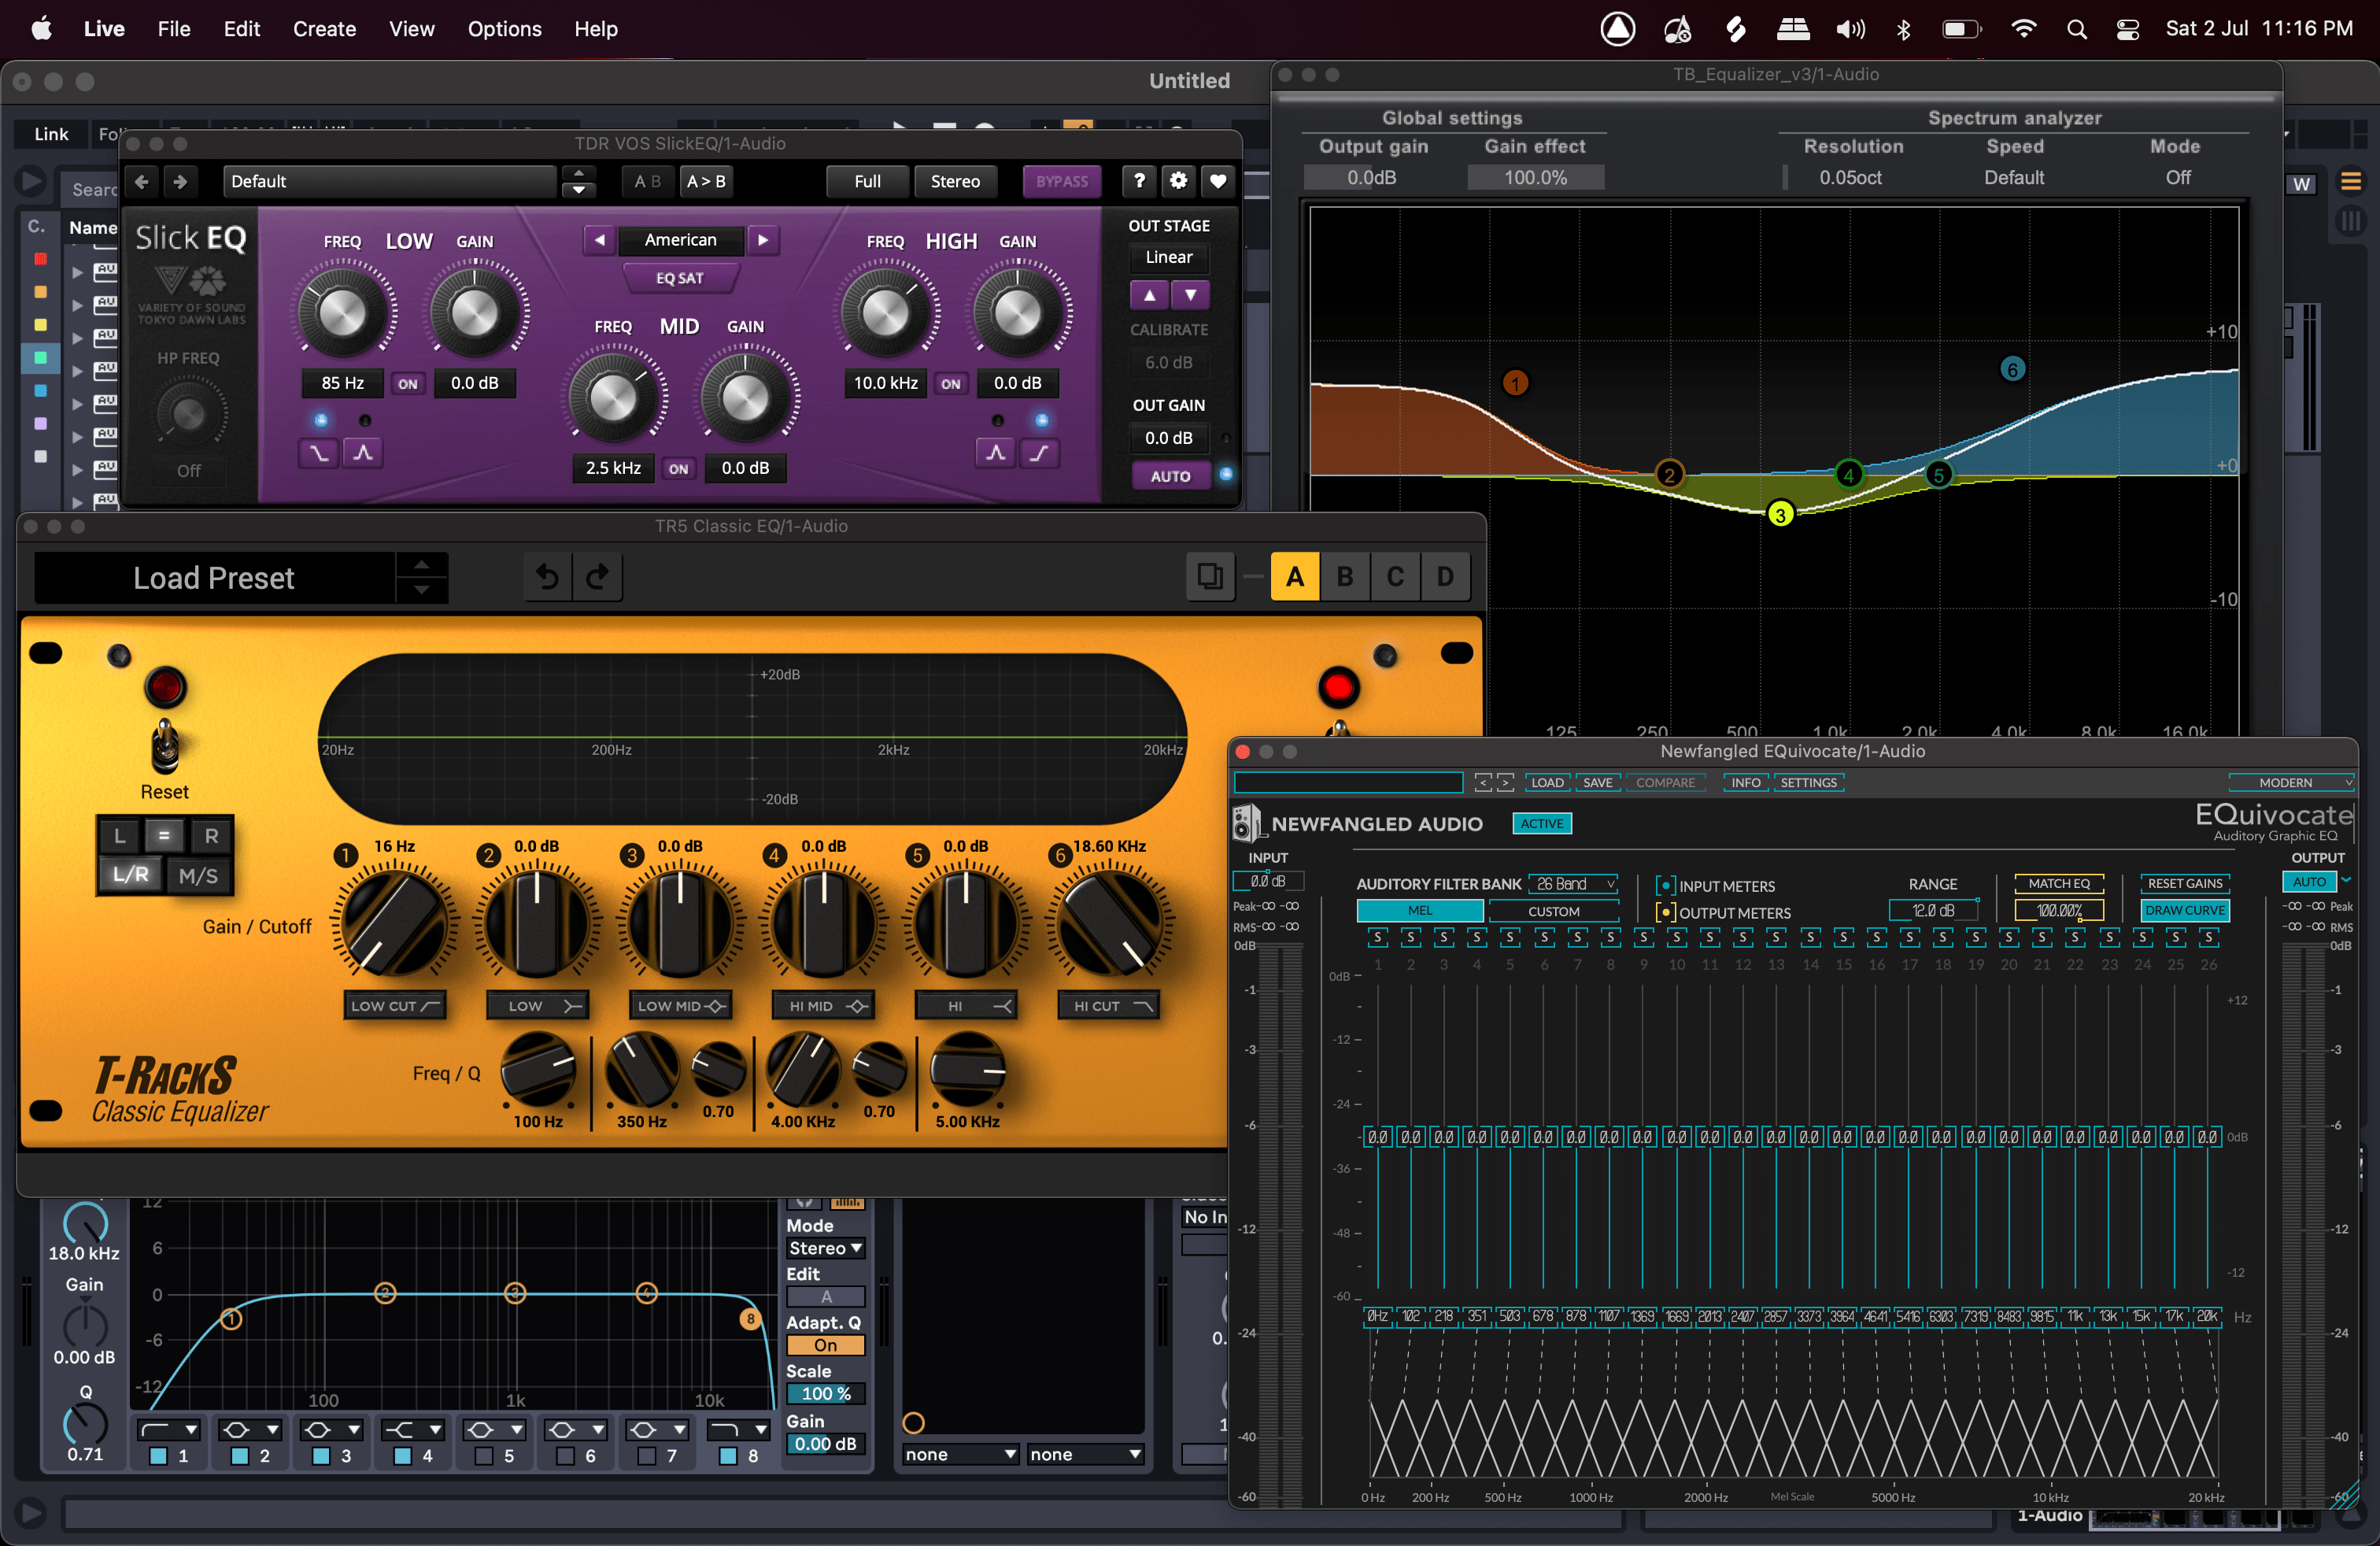 Live File Edit Create View Options Help
Sat 2 Jul 11:16 PM
Untitled
Link
Name
C.
W
TDR VOS SlickEQ/1-Audio
Default
A B
A > B
Full
Stereo
BYPASS
?
Slick EQ
VARIETY OF SOUND
TOKYO DAWN LABS
HP FREQ
Off
FREQ LOW GAIN
85 Hz ON 0.0 dB
American
EQ SAT
FREQ MID GAIN
2.5 kHz ON 0.0 dB
FREQ HIGH GAIN
10.0 kHz ON 0.0 dB
OUT STAGE
Linear
CALIBRATE
6.0 dB
OUT GAIN
0.0 dB
AUTO
TB_Equalizer_v3/1-Audio
Global settings
Output gain Gain effect
0.0dB 100.0%
Spectrum analyzer
Resolution Speed Mode
0.05oct Default Off
+10
+0
-10
1 2 3 4 5 6
125 250 500 1.0k 2.0k 4.0k 8.0k 16.0k
TR5 Classic EQ/1-Audio
Load Preset
A B C D
+20dB
20Hz 200Hz 2kHz 20kHz
-20dB
Reset
L = R
L/R M/S
Gain / Cutoff
1 16 Hz
2 0.0 dB
3 0.0 dB
4 0.0 dB
5 0.0 dB
6 18.60 KHz
LOW CUT LOW LOW MID HI MID HI HI CUT
Freq / Q
100 Hz 350 Hz 0.70 4.00 KHz 0.70 5.00 KHz
T-RackS
Classic Equalizer
Newfangled EQuivocate/1-Audio
< > LOAD SAVE COMPARE INFO SETTINGS
MODERN
NEWFANGLED AUDIO
ACTIVE
EQuivocate
Auditory Graphic EQ
INPUT
0.0 dB
Peak -∞ -∞
RMS -∞ -∞
0dB
-1
-3
-6
-12
-24
-40
-60
AUDITORY FILTER BANK 26 Band
MEL CUSTOM
INPUT METERS
OUTPUT METERS
RANGE
12.0 dB
MATCH EQ
100.00%
RESET GAINS
DRAW CURVE
OUTPUT
AUTO
-∞ -∞ Peak
-∞ -∞ RMS
0dB
-1
-3
-6
-12
-24
-40
-60
S S S S S S S S S S S S S S S S S S S S S S S S S S
1 2 3 4 5 6 7 8 9 10 11 12 13 14 15 16 17 18 19 20 21 22 23 24 25 26
0dB
-12
-24
-36
-48
-60
+12
0dB
-12
0.0 0.0 0.0 0.0 0.0 0.0 0.0 0.0 0.0 0.0 0.0 0.0 0.0 0.0 0.0 0.0 0.0 0.0 0.0 0.0 0.0 0.0 0.0 0.0 0.0 0.0
0Hz 102 218 351 503 678 878 1107 1369 1669 2013 2407 2857 3373 3964 4641 5416 6303 7319 8483 9815 11k 13k 15k 17k 20k Hz
0 Hz 200 Hz 500 Hz 1000 Hz 2000 Hz Mel Scale 5000 Hz 10 kHz 20 kHz
18.0 kHz
Gain
0.00 dB
Q
0.71
12
6
0
-6
-12
1 2 3 4 8
100 1k 10k
1 2 3 4 5 6 7 8
Mode
Stereo
Edit
A
Adapt. Q
On
Scale
100 %
Gain
0.00 dB
none none
No In
1-Audio